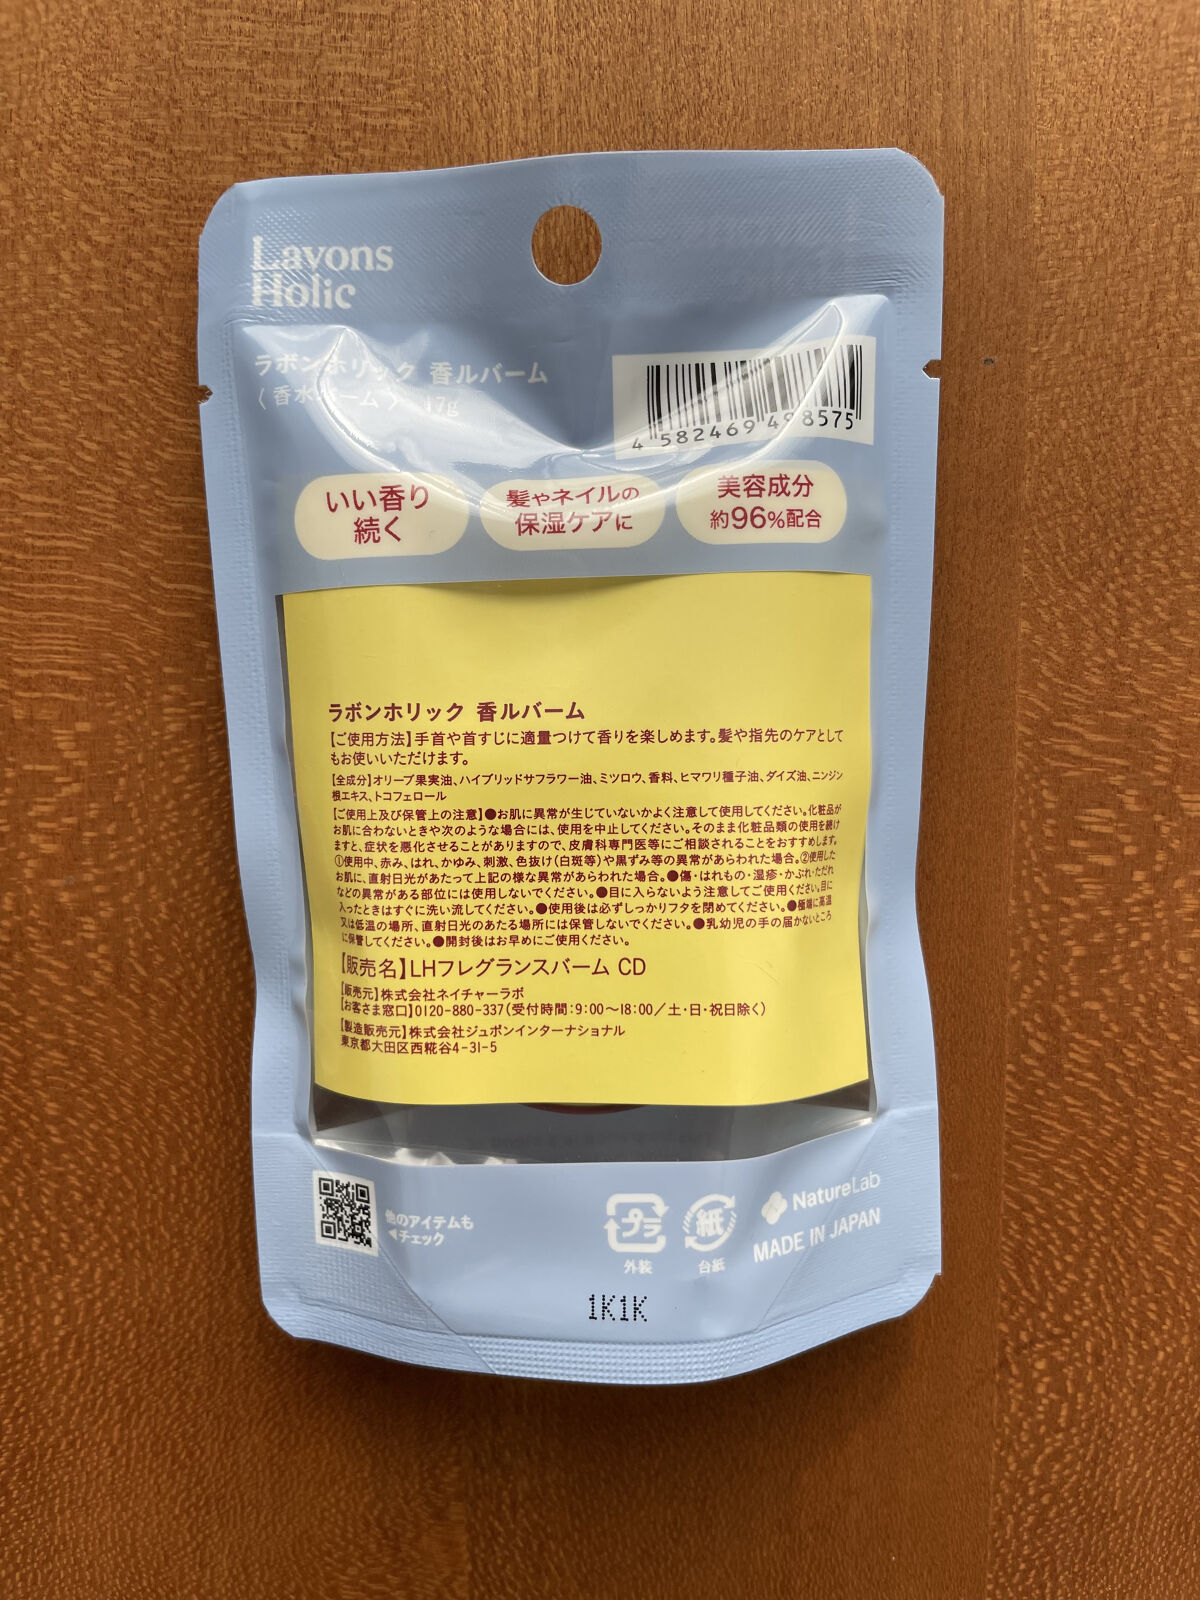 Lavons
Holic
ラボンホリック 香ルバーム
〈 香水バーム 〉 17g
4 582469 498575
いい香り
続く
髪やネイルの
保湿ケアに
美容成分
約96%配合
ラボンホリック 香ルバーム
【ご使用方法】手首や首すじに適量つけて香りを楽しめます。髪や指先のケアとして
もお使いいただけます。
【全成分】オリーブ果実油、ハイブリッドサフラワー油、ミツロウ、香料、ヒマワリ種子油、ダイズ油、ニンジン
根エキス、トコフェロール
【ご使用上及び保管上の注意】●お肌に異常が生じていないかよく注意して使用してください。化粧品が
お肌に合わないときや次のような場合には、使用を中止してください。そのまま化粧品類の使用を続け
ますと、症状を悪化させることがありますので、皮膚科専門医等にご相談されることをおすすめします。
①使用中、赤み、はれ、かゆみ、刺激、色抜け(白斑等)や黒ずみ等の異常があらわれた場合。②使用した
お肌に、直射日光があたって上記の様な異常があらわれた場合。●傷・はれもの・湿疹・かぶれ・ただれ
などの異常がある部位には使用しないでください。●目に入らないよう注意してご使用ください。目に
入ったときはすぐに洗い流してください。●使用後は必ずしっかりフタを閉めてください。●極端に高温
又は低温の場所、直射日光のあたる場所には保管しないでください。●乳幼児の手の届かないところ
に保管してください。●開封後はお早めにご使用ください。
【販売名】LHフレグランスバーム CD
【販売元】株式会社ネイチャーラボ
【お客さま窓口】0120-880-337(受付時間:9:00〜18:00/土・日・祝日除く)
【製造販売元】株式会社ジュポンインターナショナル
東京都大田区西糀谷4-31-5
他のアイテムも
◀チェック
プラ
外装
紙
台紙
NatureLab
MADE IN JAPAN
1K1K